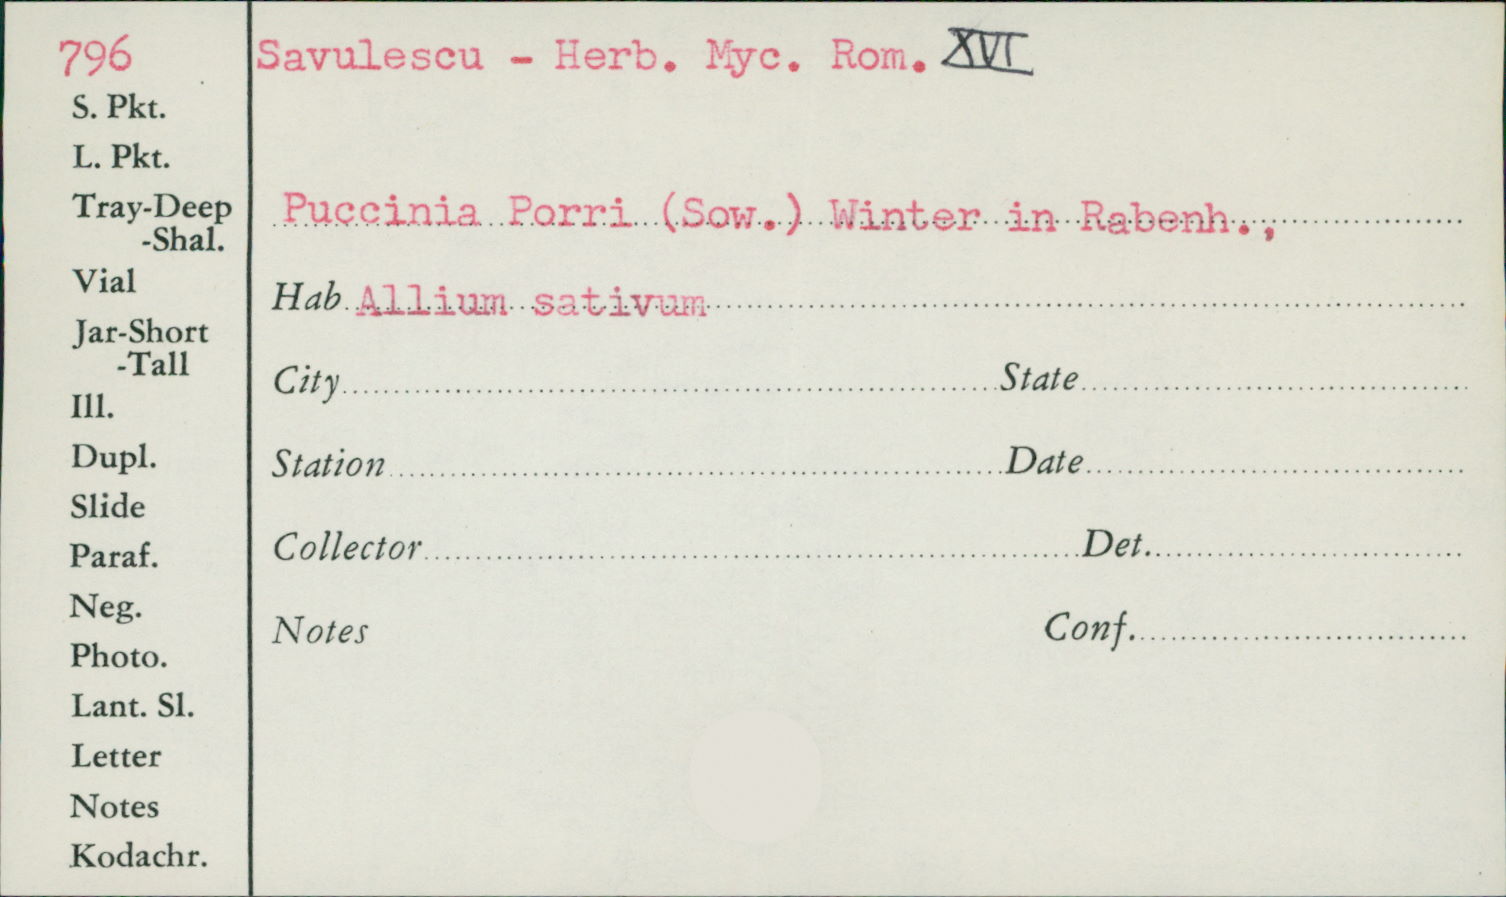 796
Savulescu - Herb. Myc. Rom. XVI
S. Pkt.
L. Pkt.
Tray-Deep
-Shal.
Vial
Jar-Short
-Tall
Ill.
Dupl.
Slide
Paraf.
Neg.
Photo.
Lant. Sl.
Letter
Notes
Kodachr.
Puccinia Porri (Sow.) Winter in Rabenh.,
Hab Allium sativum
City State
Station Date
Collector Det.
Notes Conf.